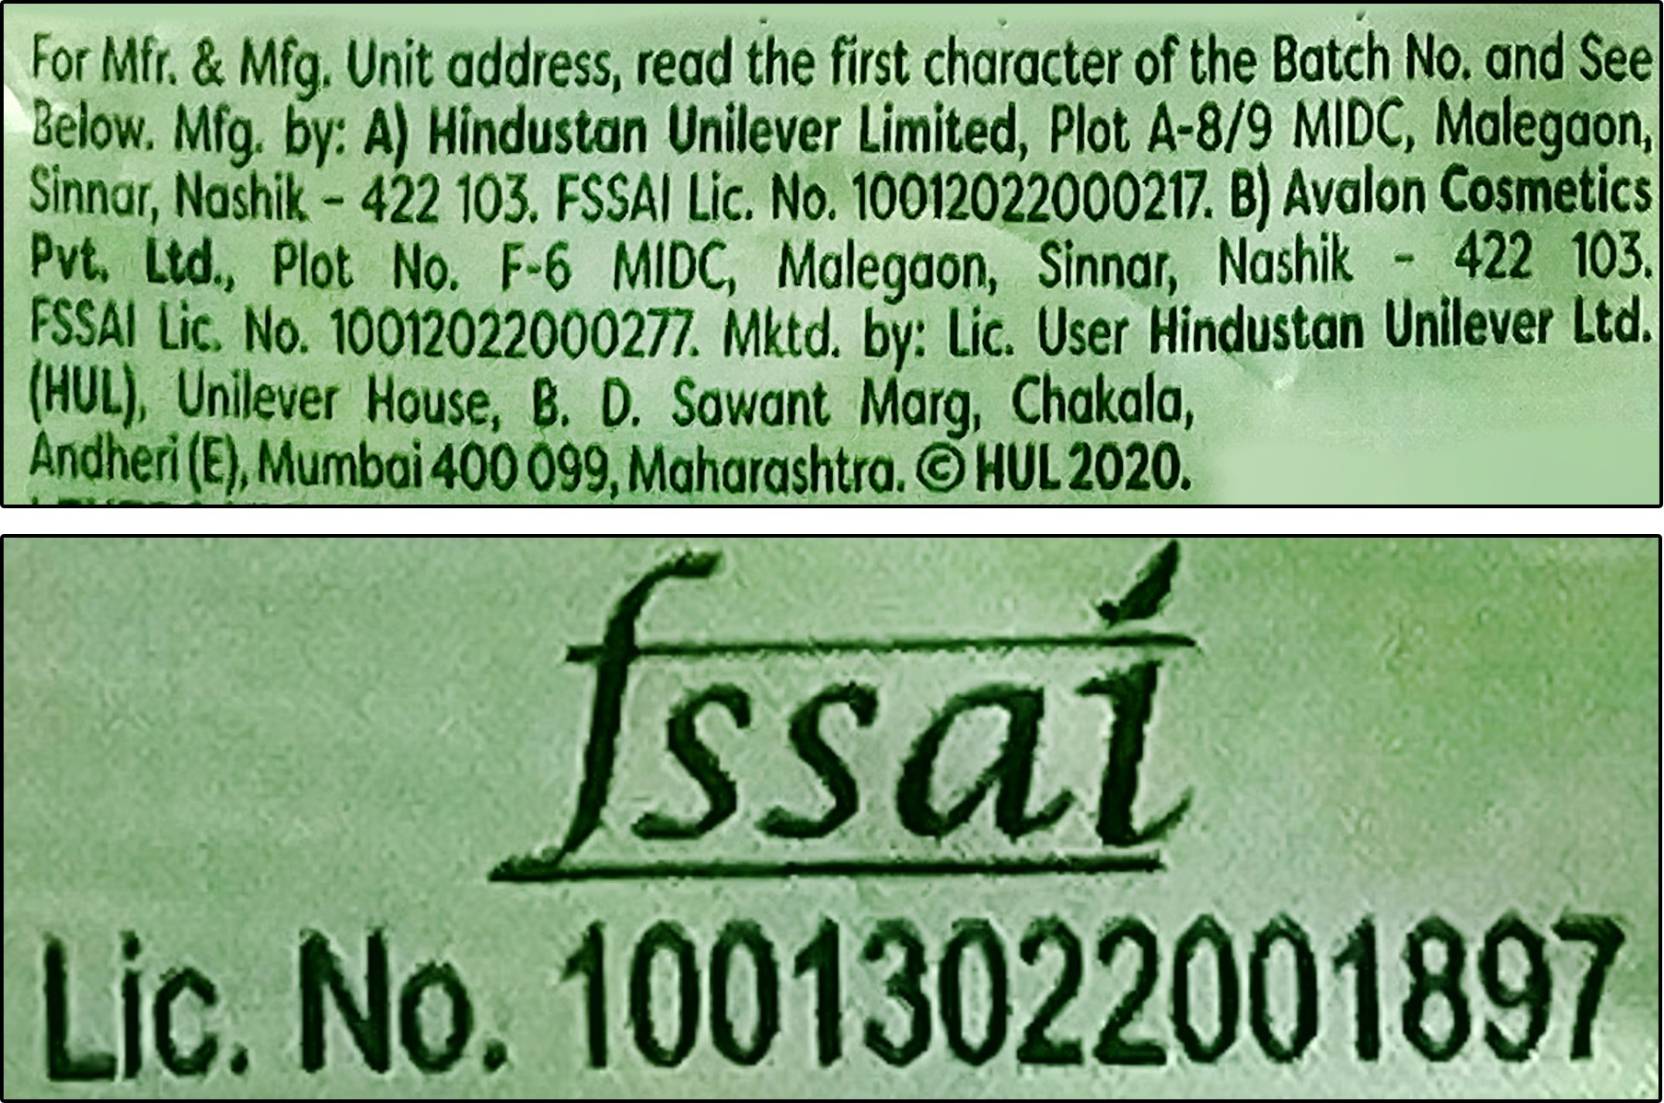 For Mfr. & Mfg. Unit address, read the first character of the Batch No. and See
Below. Mfg. by: A) Hindustan Unilever Limited, Plot A-8/9 MIDC, Malegaon,
Sinnar, Nashik - 422 103. FSSAI Lic. No. 10012022000217. B) Avalon Cosmetics
Pvt. Ltd., Plot No. F-6 MIDC, Malegaon, Sinnar, Nashik - 422 103.
FSSAI Lic. No. 10012022000277. Mktd. by: Lic. User Hindustan Unilever Ltd.
(HUL), Unilever House, B. D. Sawant Marg, Chakala,
Andheri (E), Mumbai 400 099, Maharashtra. © HUL 2020.
fssai
Lic. No. 10013022001897